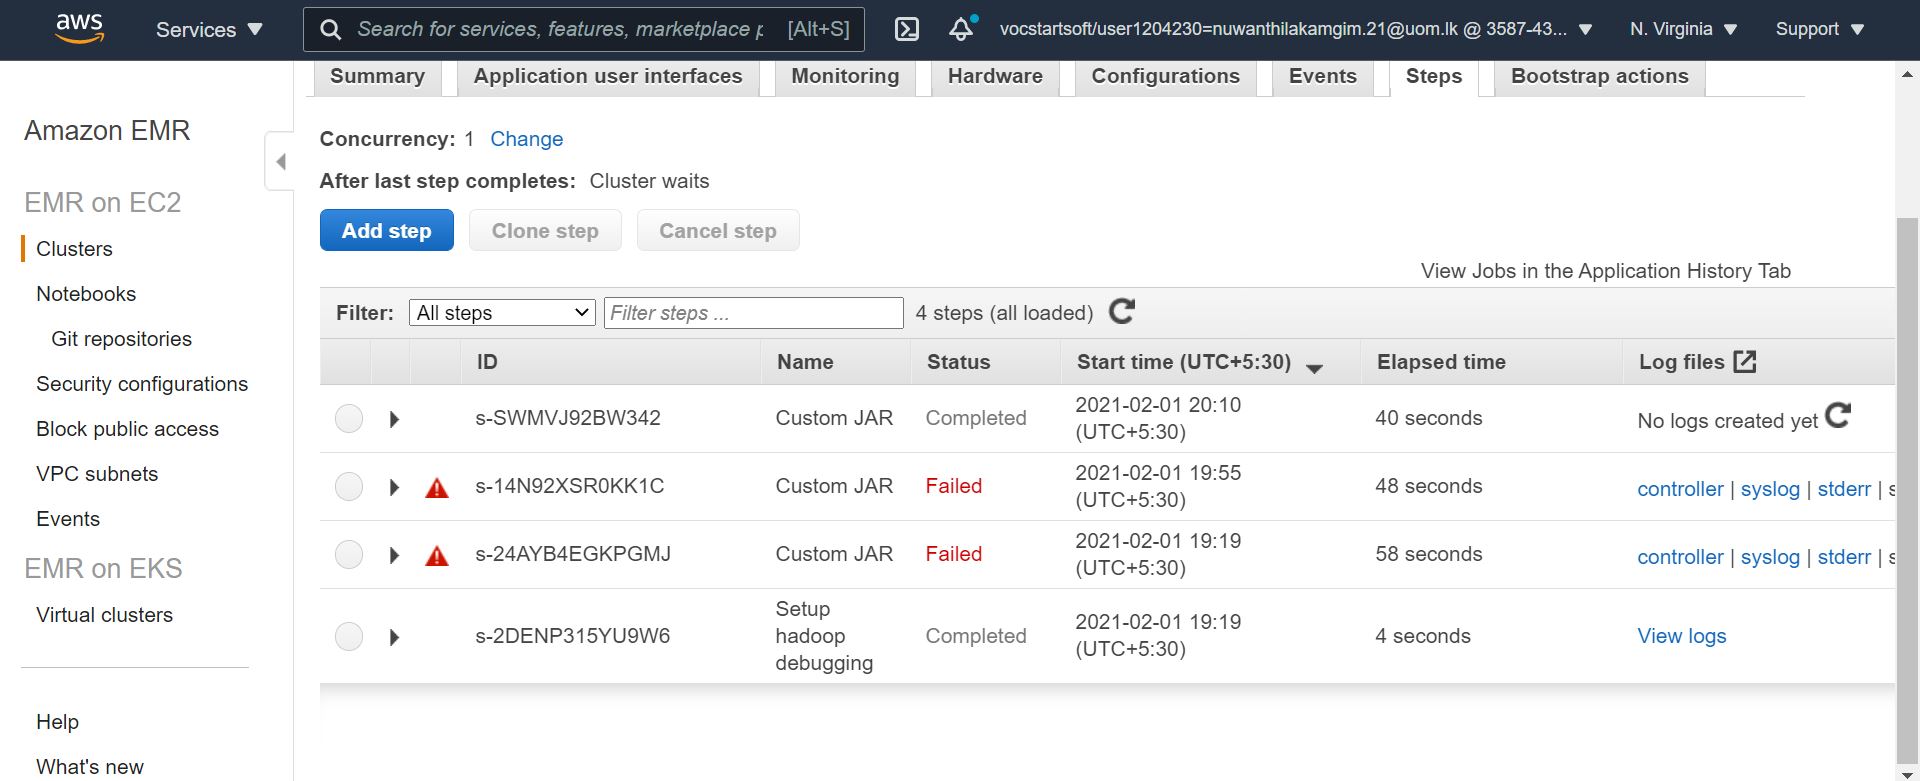 aws
Services
Search for services, features, marketplace p
[Alt+S]
vocstartsoft/user1204230=nuwanthilakamgim.21@uom.lk @ 3587-43...
N. Virginia
Support
Summary
Application user interfaces
Monitoring
Hardware
Configurations
Events
Steps
Bootstrap actions
Amazon EMR
EMR on EC2
Clusters
Notebooks
Git repositories
Security configurations
Block public access
VPC subnets
Events
EMR on EKS
Virtual clusters
Help
What's new
Concurrency: 1 Change
After last step completes: Cluster waits
Add step
Clone step
Cancel step
View Jobs in the Application History Tab
Filter: All steps Filter steps ... 4 steps (all loaded)
ID Name Status Start time (UTC+5:30) Elapsed time Log files
s-SWMVJ92BW342 Custom JAR Completed 2021-02-01 20:10 (UTC+5:30) 40 seconds No logs created yet
s-14N92XSR0KK1C Custom JAR Failed 2021-02-01 19:55 (UTC+5:30) 48 seconds controller | syslog | stderr | s
s-24AYB4EGKPGMJ Custom JAR Failed 2021-02-01 19:19 (UTC+5:30) 58 seconds controller | syslog | stderr | s
s-2DENP315YU9W6 Setup hadoop debugging Completed 2021-02-01 19:19 (UTC+5:30) 4 seconds View logs